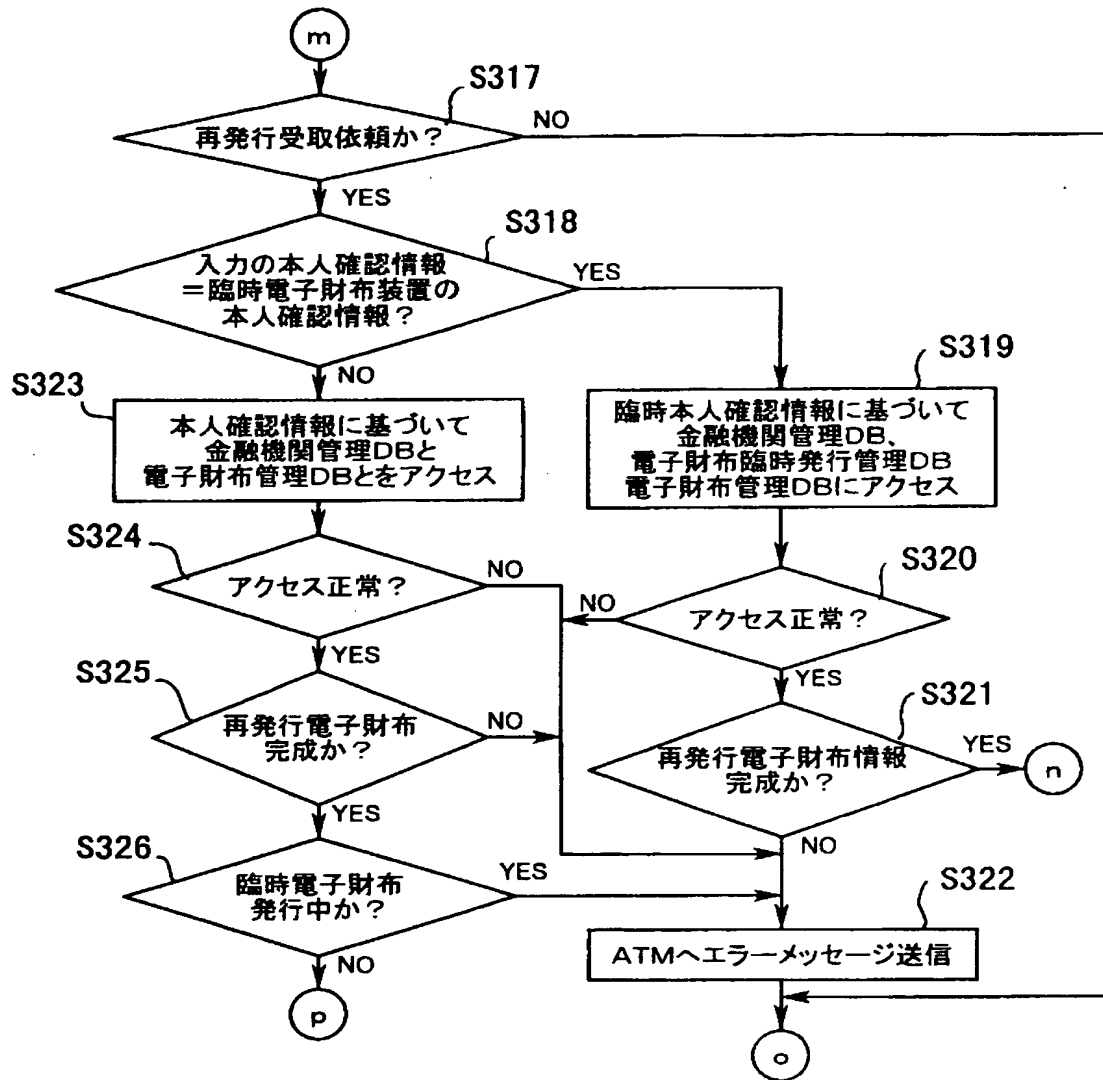 m
S317
再発行受取依頼か？
NO
YES
S318
入力の本人確認情報
＝臨時電子財布装置の
本人確認情報？
YES
NO
S323
本人確認情報に基づいて
金融機関管理DBと
電子財布管理DBとをアクセス
S319
臨時本人確認情報に基づいて
金融機関管理DB、
電子財布臨時発行管理DB
電子財布管理DBにアクセス
S324
アクセス正常？
NO
YES
S320
アクセス正常？
NO
YES
S325
再発行電子財布
完成か？
NO
YES
S321
再発行電子財布情報
完成か？
YES
n
NO
S326
臨時電子財布
発行中か？
YES
NO
p
S322
ATMへエラーメッセージ送信
o